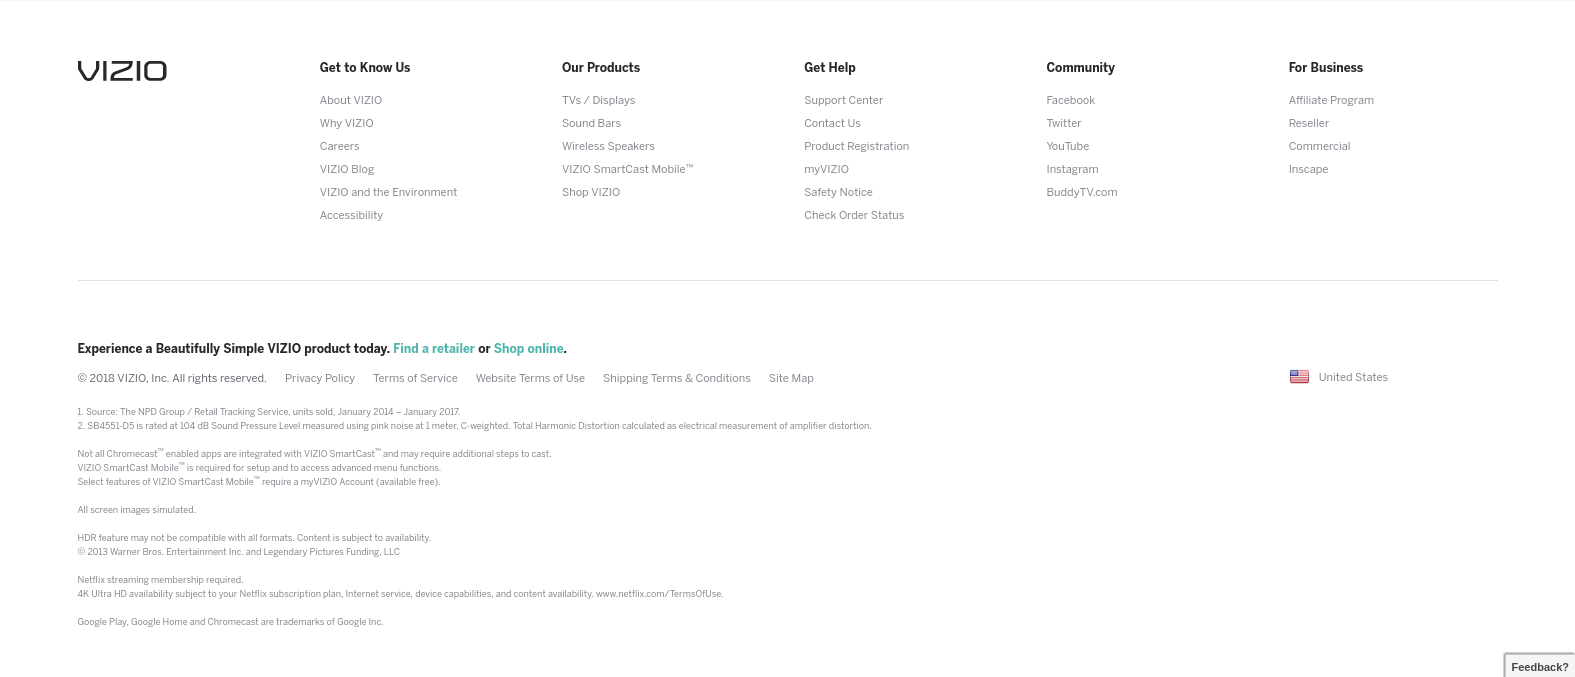 VIZIO
Get to Know Us
About VIZIO
Why VIZIO
Careers
VIZIO Blog
VIZIO and the Environment
Accessibility
Our Products
TVs / Displays
Sound Bars
Wireless Speakers
VIZIO SmartCast Mobile™
Shop VIZIO
Get Help
Support Center
Contact Us
Product Registration
myVIZIO
Safety Notice
Check Order Status
Community
Facebook
Twitter
YouTube
Instagram
BuddyTV.com
For Business
Affiliate Program
Reseller
Commercial
Inscape
Experience a Beautifully Simple VIZIO product today. Find a retailer or Shop online.
© 2018 VIZIO, Inc. All rights reserved. Privacy Policy Terms of Service Website Terms of Use Shipping Terms & Conditions Site Map
United States
1. Source: The NPD Group / Retail Tracking Service, units sold, January 2014 – January 2017.
2. SB4551-D5 is rated at 104 dB Sound Pressure Level measured using pink noise at 1 meter, C-weighted. Total Harmonic Distortion calculated as electrical measurement of amplifier distortion.
Not all Chromecast™ enabled apps are integrated with VIZIO SmartCast™ and may require additional steps to cast.
VIZIO SmartCast Mobile™ is required for setup and to access advanced menu functions.
Select features of VIZIO SmartCast Mobile™ require a myVIZIO Account (available free).
All screen images simulated.
HDR feature may not be compatible with all formats. Content is subject to availability.
© 2013 Warner Bros. Entertainment Inc. and Legendary Pictures Funding, LLC
Netflix streaming membership required.
4K Ultra HD availability subject to your Netflix subscription plan, Internet service, device capabilities, and content availability. www.netflix.com/TermsOfUse.
Google Play, Google Home and Chromecast are trademarks of Google Inc.
Feedback?